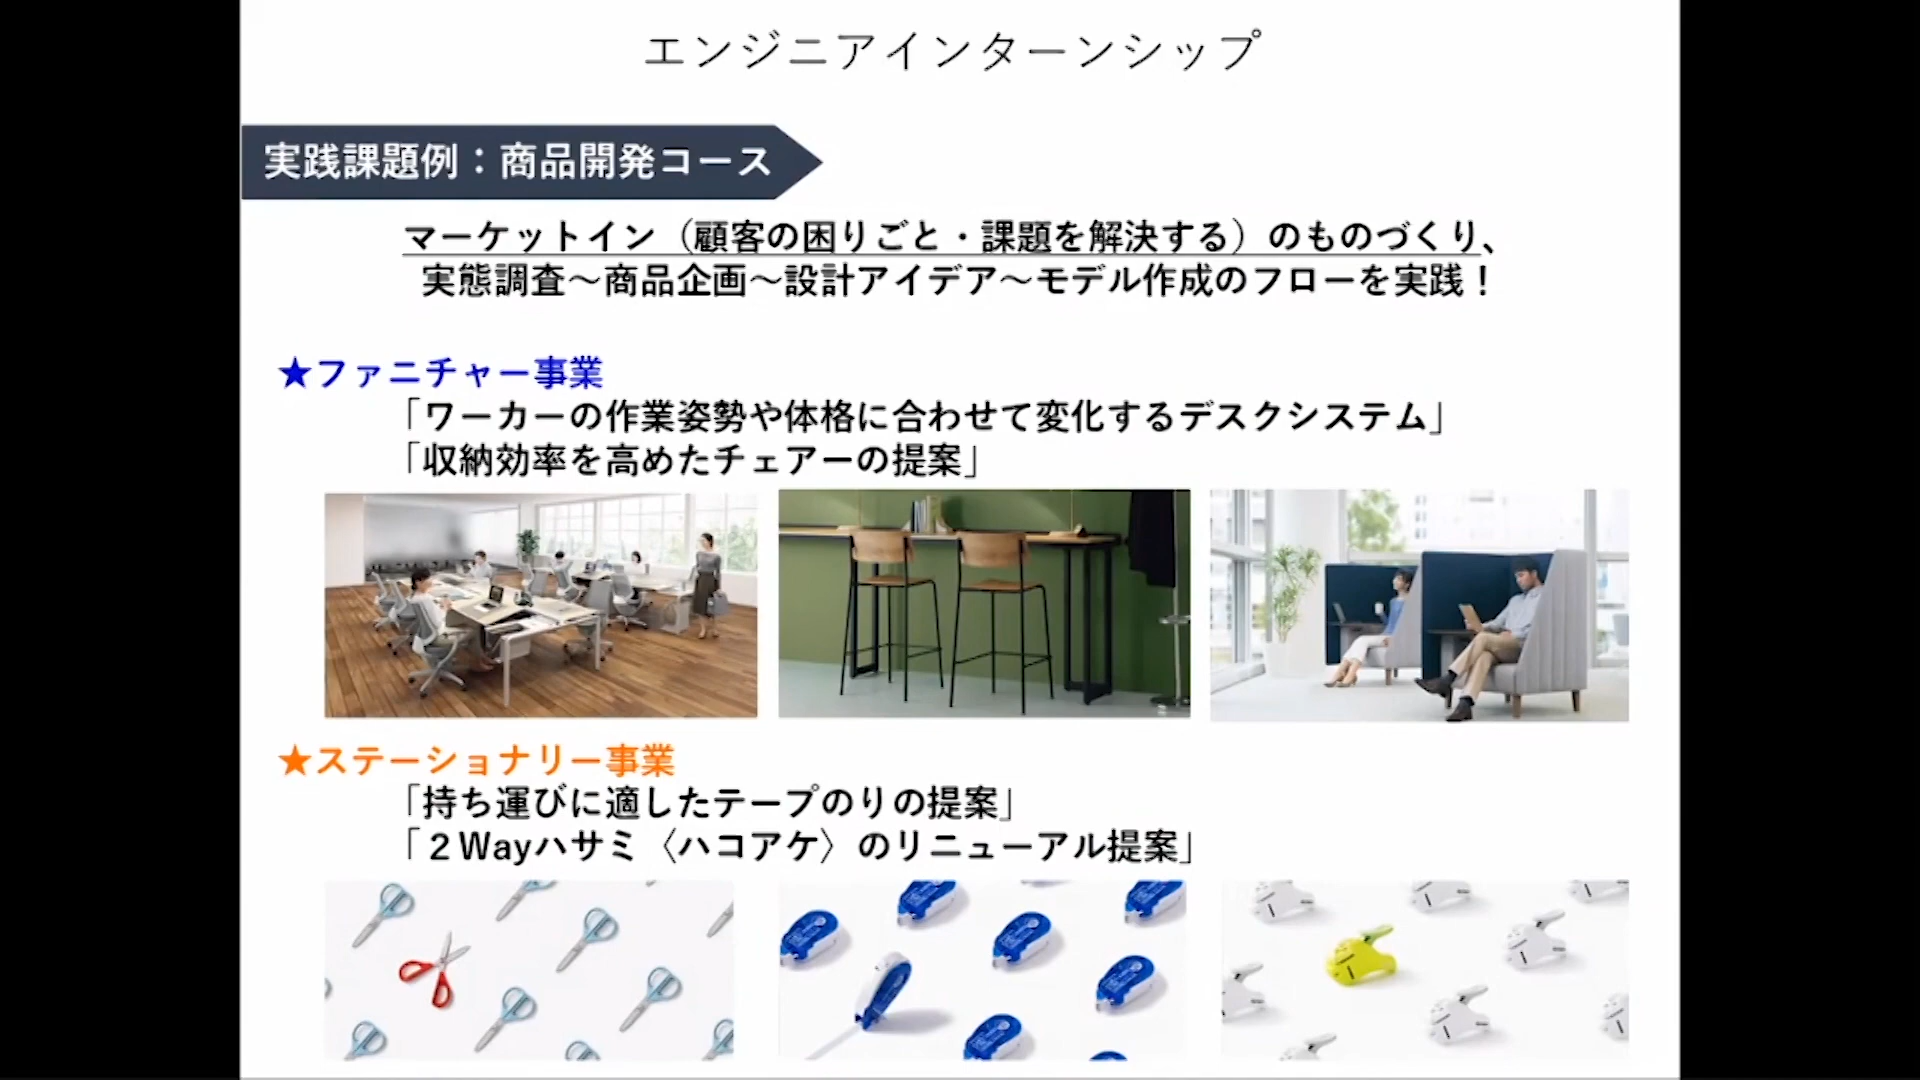 エンジニアインターンシップ
実践課題例：商品開発コース
マーケットイン（顧客の困りごと・課題を解決する）のものづくり、
実態調査～商品企画～設計アイデア～モデル作成のフローを実践！
★ファニチャー事業
「ワーカーの作業姿勢や体格に合わせて変化するデスクシステム」
「収納効率を高めたチェアーの提案」
★ステーショナリー事業
「持ち運びに適したテープのりの提案」
「２Wayハサミ〈ハコアケ〉のリニューアル提案」